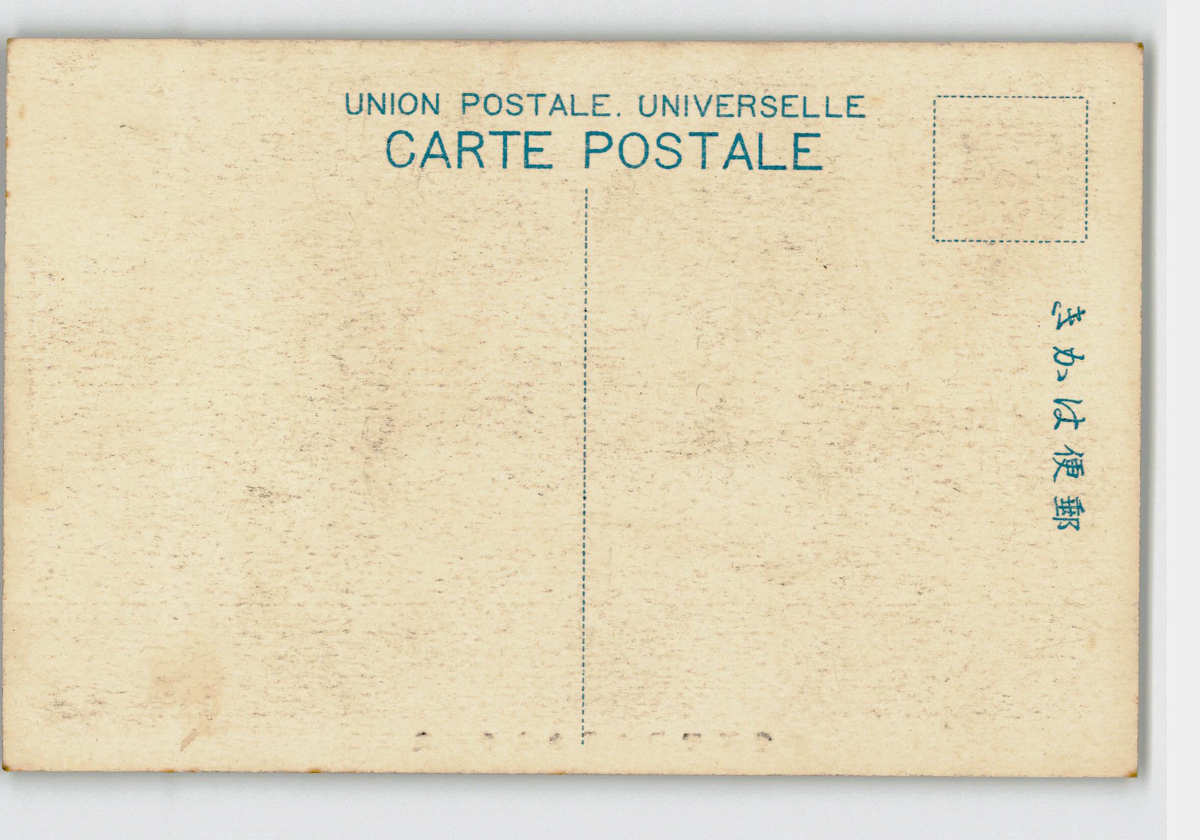 UNION POSTALE. UNIVERSELLE
CARTE POSTALE
郵便はかき